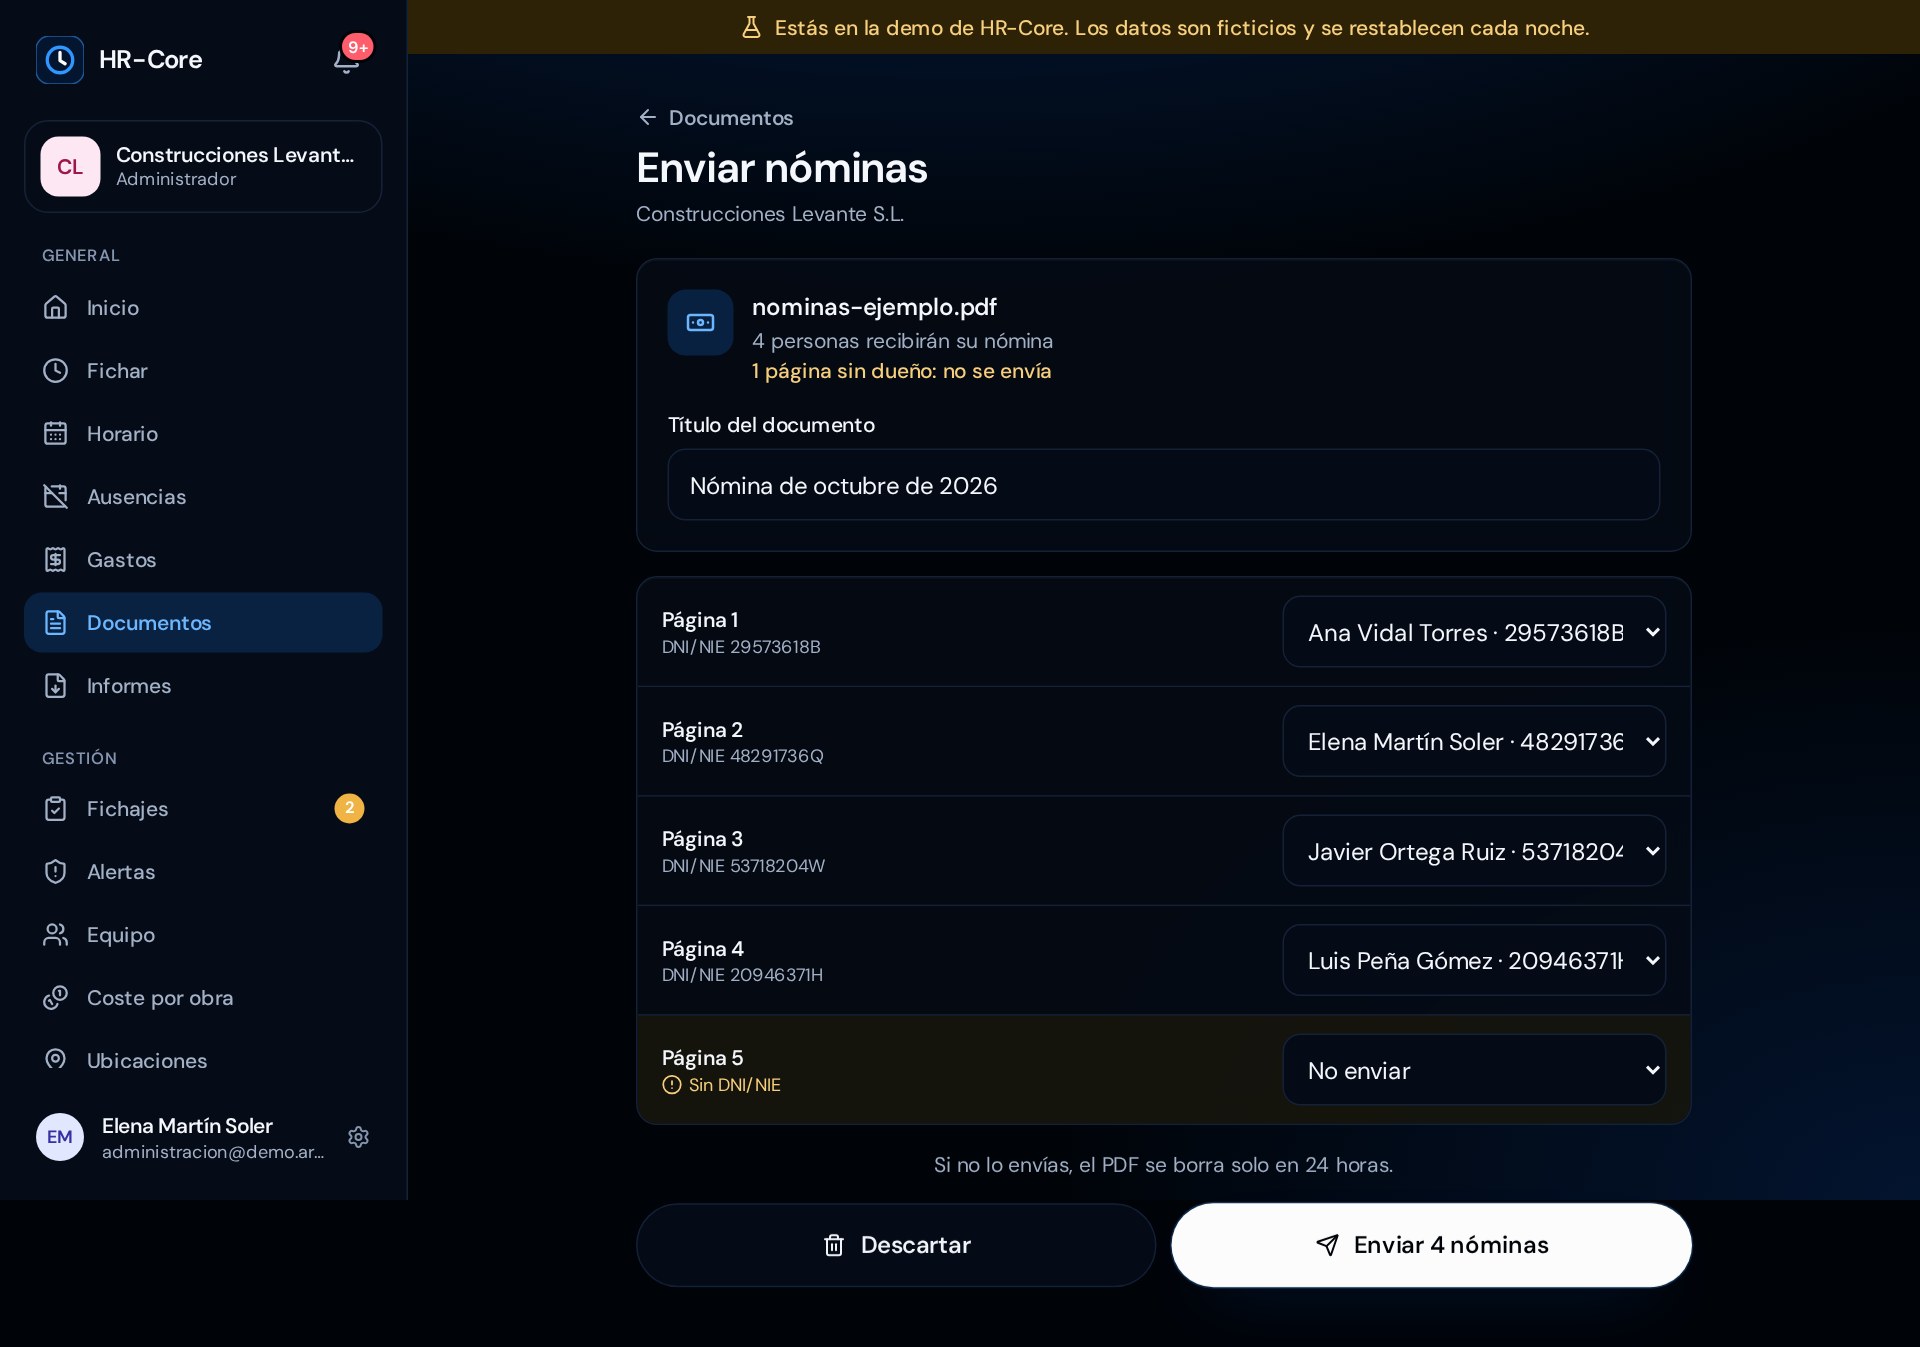 HR-Core
9+
Construcciones Levant...
CL
Administrador
GENERAL
Inicio
Fichar
Horario
Ausencias
Gastos
Documentos
Informes
GESTIÓN
Fichajes
2
Alertas
Equipo
Coste por obra
Ubicaciones
EM
Elena Martín Soler
administracion@demo.ar...
Estás en la demo de HR-Core. Los datos son ficticios y se restablecen cada noche.
Documentos
Enviar nóminas
Construcciones Levante S.L.
nominas-ejemplo.pdf
4 personas recibirán su nómina
1 página sin dueño: no se envía
Título del documento
Nómina de octubre de 2026
Página 1
DNI/NIE 29573618B
Ana Vidal Torres · 29573618B
Página 2
DNI/NIE 48291736Q
Elena Martín Soler · 48291736
Página 3
DNI/NIE 53718204W
Javier Ortega Ruiz · 53718204
Página 4
DNI/NIE 20946371H
Luis Peña Gómez · 20946371H
Página 5
Sin DNI/NIE
No enviar
Si no lo envías, el PDF se borra solo en 24 horas.
Descartar
Enviar 4 nóminas